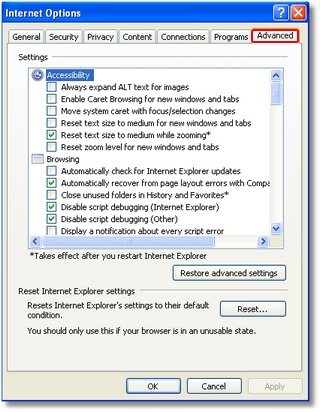 Internet Options
General Security Privacy Content Connections Programs Advanced
Settings
Accessibility
Always expand ALT text for images
Enable Caret Browsing for new windows and tabs
Move system caret with focus/selection changes
Reset text size to medium for new windows and tabs
Reset text size to medium while zooming*
Reset zoom level for new windows and tabs
Browsing
Automatically check for Internet Explorer updates
Automatically recover from page layout errors with Compa
Close unused folders in History and Favorites*
Disable script debugging (Internet Explorer)
Disable script debugging (Other)
Display a notification about every script error
*Takes effect after you restart Internet Explorer
Restore advanced settings
Reset Internet Explorer settings
Resets Internet Explorer's settings to their default
condition.
Reset...
You should only use this if your browser is in an unusable state.
OK Cancel Apply